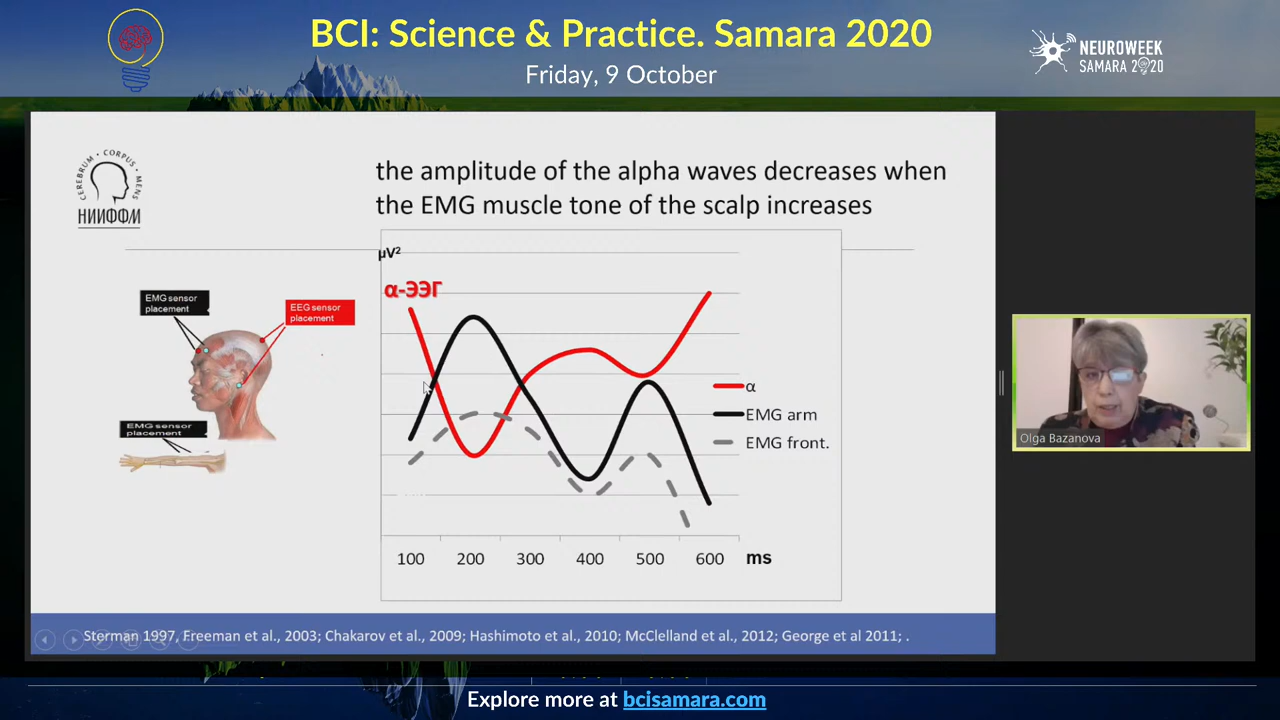 BCI: Science & Practice. Samara 2020
Friday, 9 October
NEUROWEEK
SAMARA 2020
CEREBRUM • CORPUS • MENS
НИИФФМ
the amplitude of the alpha waves decreases when
the EMG muscle tone of the scalp increases
µV²
α-ЭЭГ
EMG sensor
placement
EEG sensor
placement
EMG sensor
placement
α
EMG arm
EMG front.
100 200 300 400 500 600 ms
Olga Bazanova
Sterman 1997, Freeman et al., 2003; Chakarov et al., 2009; Hashimoto et al., 2010; McClelland et al., 2012; George et al 2011; .
Explore more at bcisamara.com